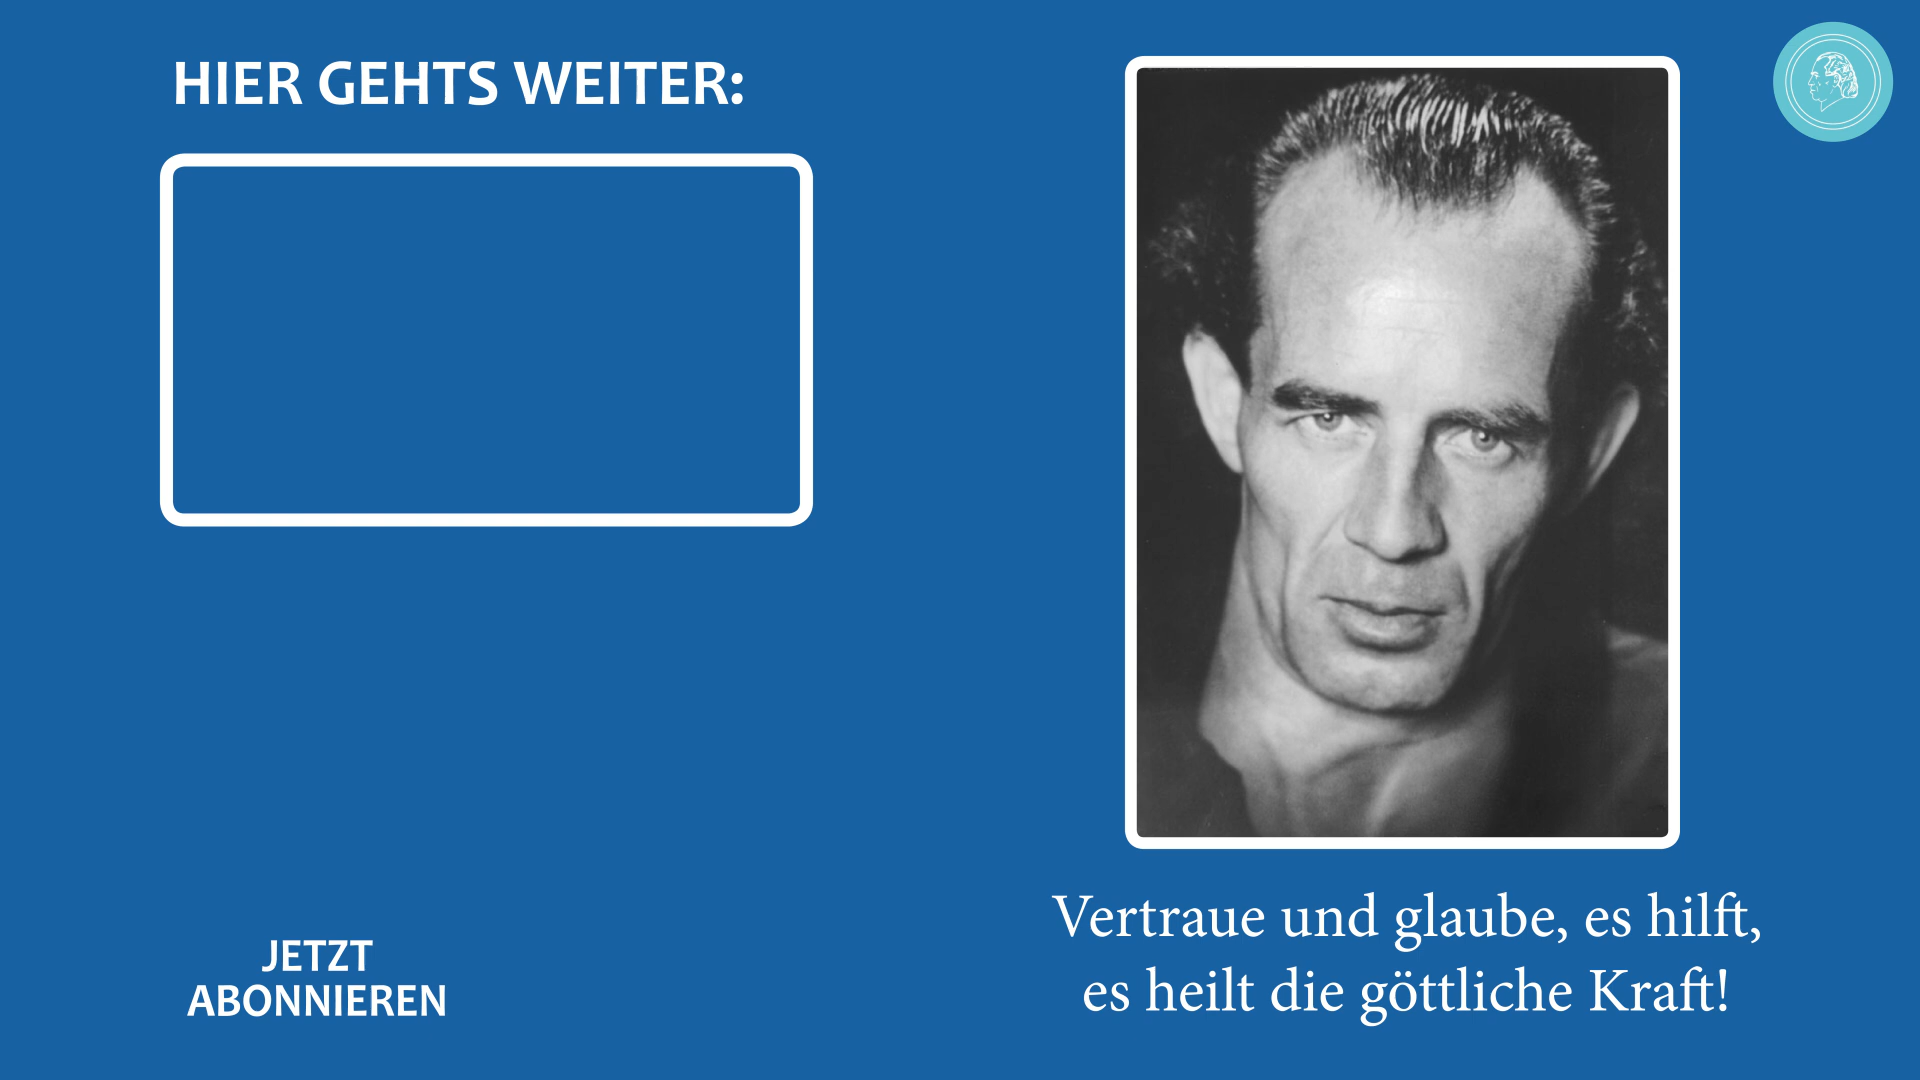 HIER GEHTS WEITER:
JETZT
ABONNIEREN
Vertraue und glaube, es hilft,
es heilt die göttliche Kraft!